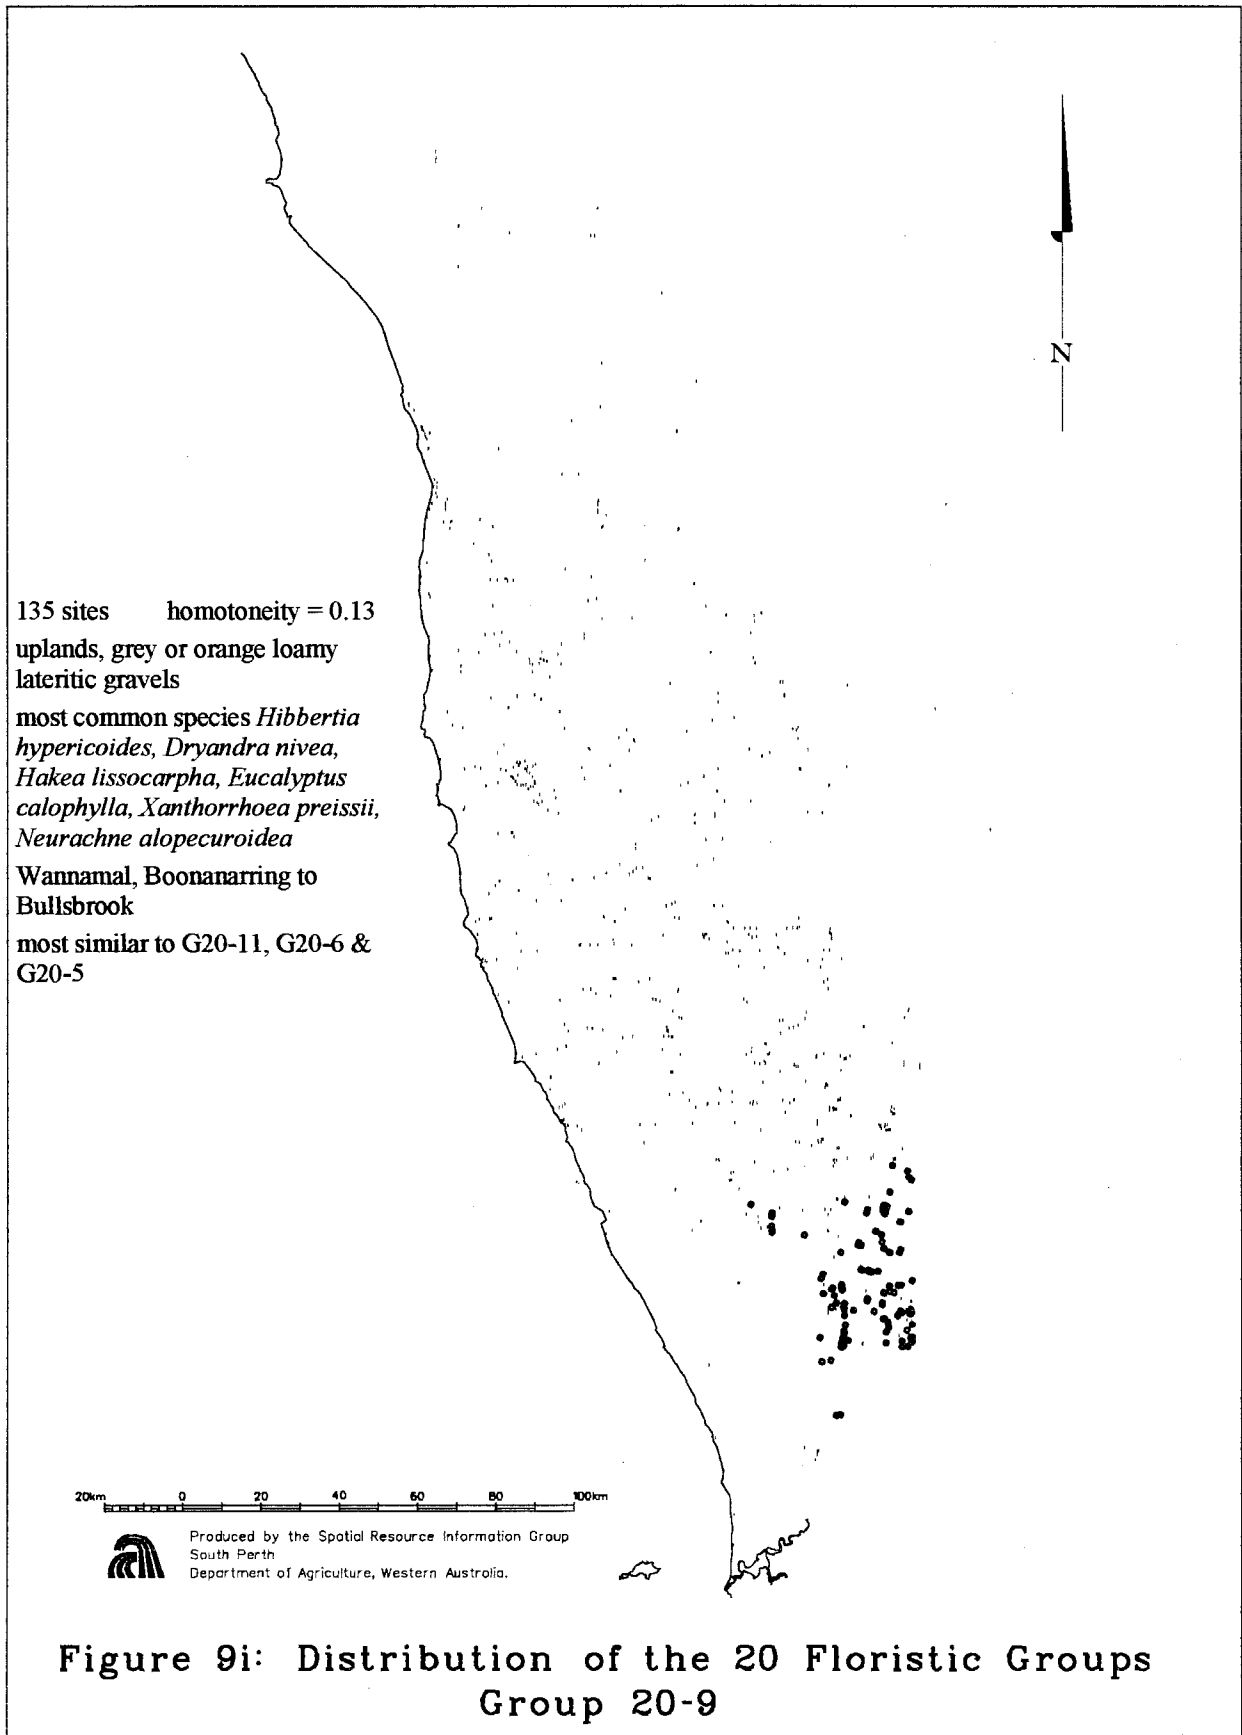 N
135 sites homotoneity = 0.13
uplands, grey or orange loamy
lateritic gravels
most common species Hibbertia
hypericoides, Dryandra nivea,
Hakea lissocarpha, Eucalyptus
calophylla, Xanthorrhoea preissii,
Neurachne alopecuroidea
Wannamal, Boonanarring to
Bullsbrook
most similar to G20-11, G20-6 &
G20-5
20km 0 20 40 60 80 100km
Produced by the Spatial Resource Information Group
South Perth
Department of Agriculture, Western Australia.
Figure 9i: Distribution of the 20 Floristic Groups
Group 20-9